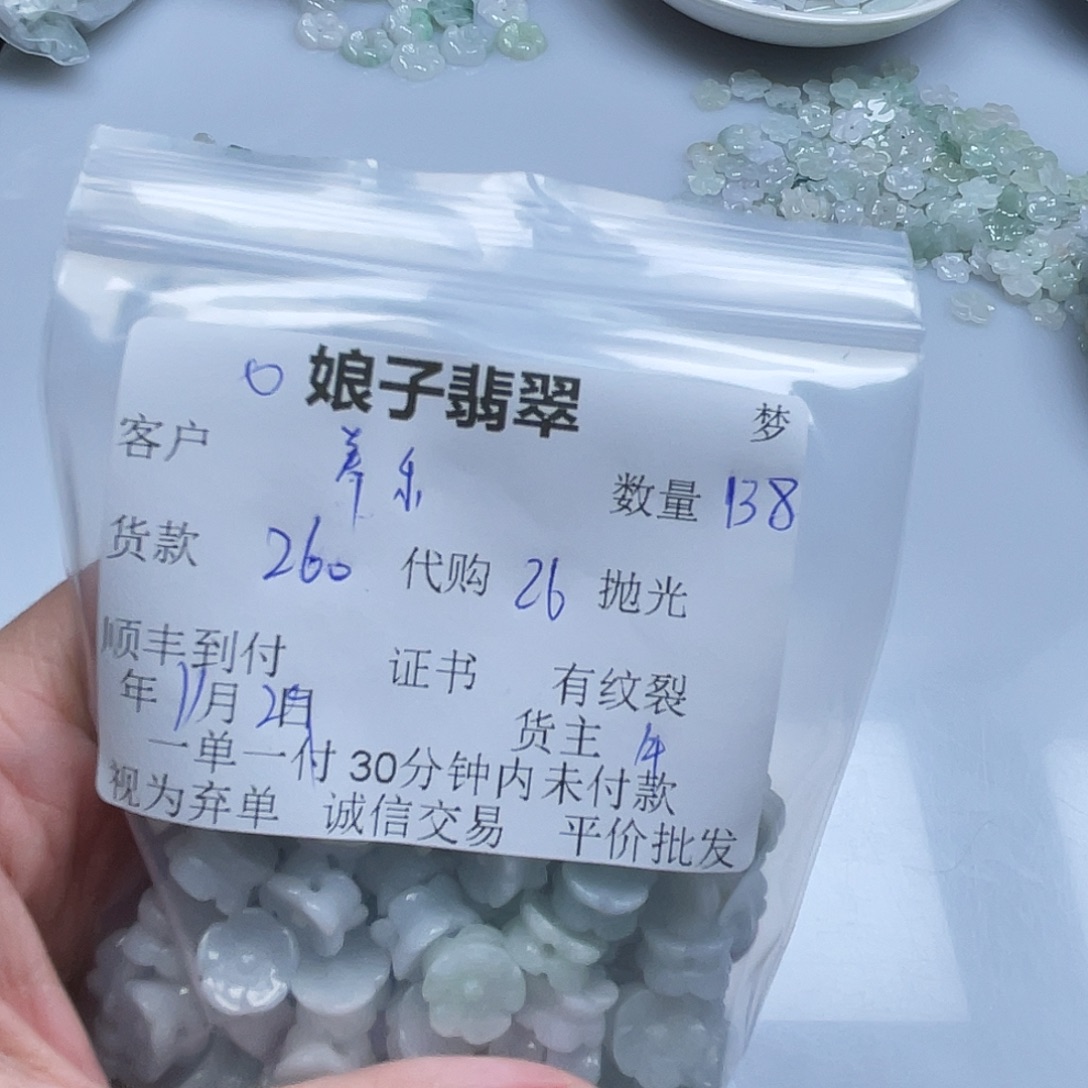 娘子翡翠 梦
客户 数量 138
货款 260 代购 26 抛光
顺丰到付 证书 有纹裂
年 11月 29日 货主
一单一付 30分钟内未付款
视为弃单 诚信交易 平价批发